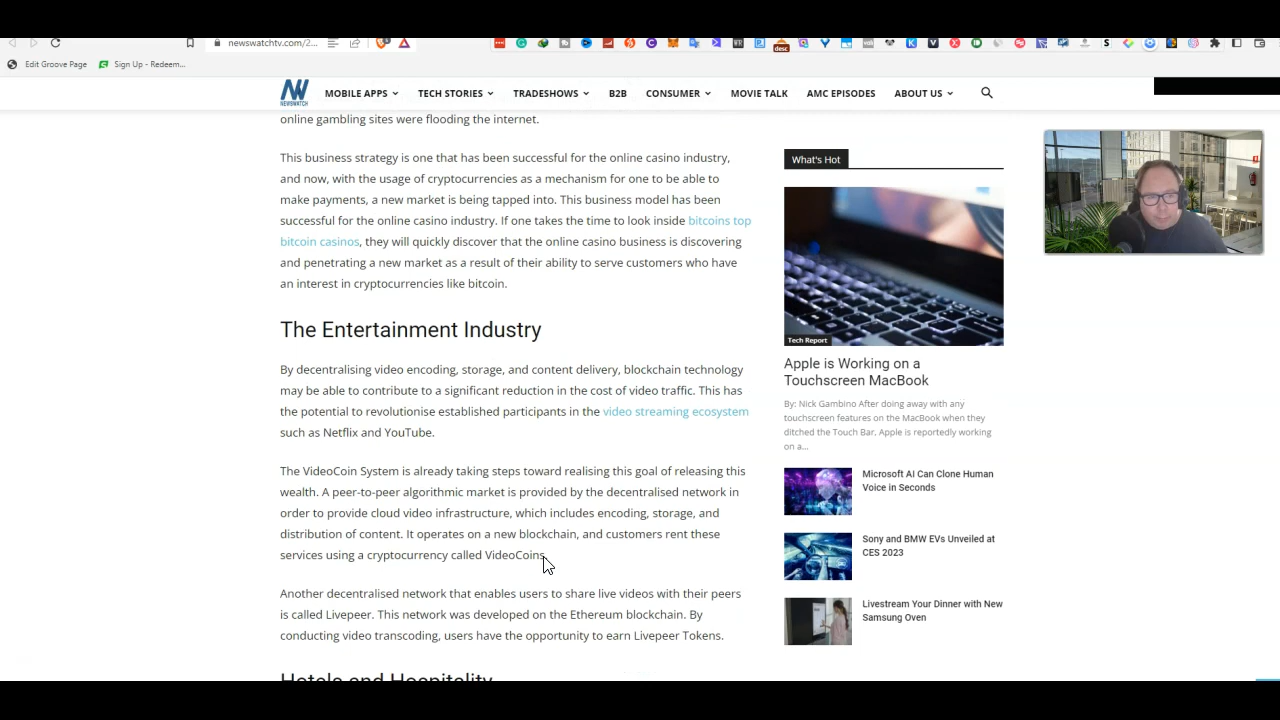 newswatchtv.com/2...
desc
Edit Groove Page
Sign Up - Redeem...
NEWSWATCH
MOBILE APPS
TECH STORIES
TRADESHOWS
B2B
CONSUMER
MOVIE TALK
AMC EPISODES
ABOUT US
online gambling sites were flooding the internet.
This business strategy is one that has been successful for the online casino industry,
and now, with the usage of cryptocurrencies as a mechanism for one to be able to
make payments, a new market is being tapped into. This business model has been
successful for the online casino industry. If one takes the time to look inside bitcoins top
bitcoin casinos, they will quickly discover that the online casino business is discovering
and penetrating a new market as a result of their ability to serve customers who have
an interest in cryptocurrencies like bitcoin.
The Entertainment Industry
By decentralising video encoding, storage, and content delivery, blockchain technology
may be able to contribute to a significant reduction in the cost of video traffic. This has
the potential to revolutionise established participants in the video streaming ecosystem
such as Netflix and YouTube.
The VideoCoin System is already taking steps toward realising this goal of releasing this
wealth. A peer-to-peer algorithmic market is provided by the decentralised network in
order to provide cloud video infrastructure, which includes encoding, storage, and
distribution of content. It operates on a new blockchain, and customers rent these
services using a cryptocurrency called VideoCoins.
Another decentralised network that enables users to share live videos with their peers
is called Livepeer. This network was developed on the Ethereum blockchain. By
conducting video transcoding, users have the opportunity to earn Livepeer Tokens.
Hotels and Hospitality
What's Hot
Tech Report
Apple is Working on a
Touchscreen MacBook
By: Nick Gambino After doing away with any
touchscreen features on the MacBook when they
ditched the Touch Bar, Apple is reportedly working
on a...
Microsoft AI Can Clone Human
Voice in Seconds
Sony and BMW EVs Unveiled at
CES 2023
Livestream Your Dinner with New
Samsung Oven